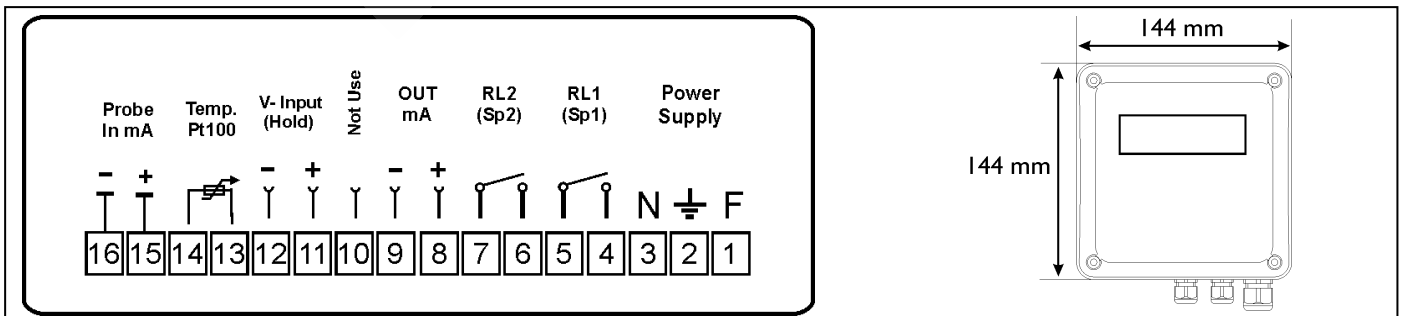 Probe
In mA
Temp.
Pt100
V- Input
(Hold)
Not Use
OUT
mA
RL2
(Sp2)
RL1
(Sp1)
Power
Supply
- + - + - + N F
16 15 14 13 12 11 10 9 8 7 6 5 4 3 2 1
144 mm
144 mm